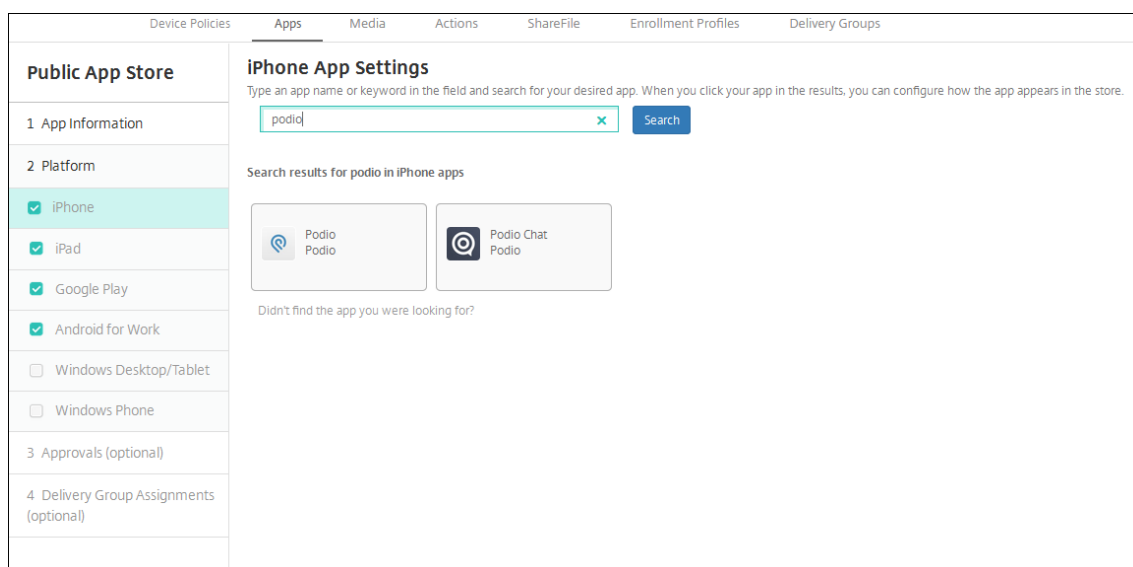 Device Policies Apps Media Actions ShareFile Enrollment Profiles Delivery Groups
Public App Store
1 App Information
2 Platform
iPhone
iPad
Google Play
Android for Work
Windows Desktop/Tablet
Windows Phone
3 Approvals (optional)
4 Delivery Group Assignments
(optional)
iPhone App Settings
Type an app name or keyword in the field and search for your desired app. When you click your app in the results, you can configure how the app appears in the store.
podio Search
Search results for podio in iPhone apps
Podio
Podio
Podio Chat
Podio
Didn't find the app you were looking for?